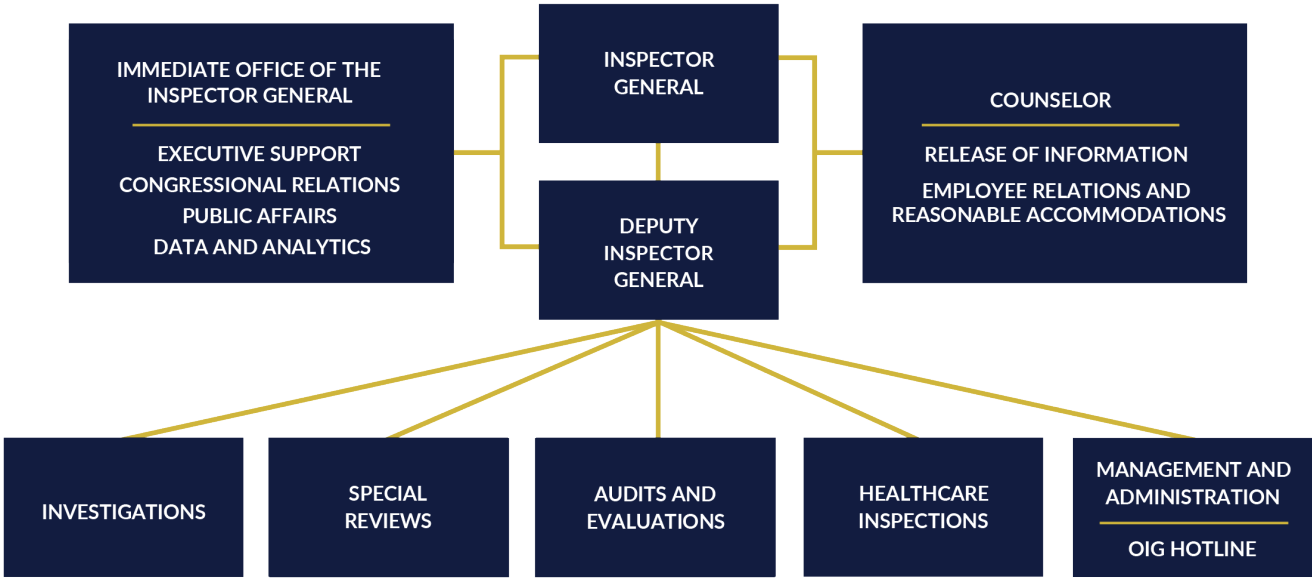 IMMEDIATE OFFICE OF THE
INSPECTOR GENERAL
EXECUTIVE SUPPORT
CONGRESSIONAL RELATIONS
PUBLIC AFFAIRS
DATA AND ANALYTICS
INSPECTOR
GENERAL
DEPUTY
INSPECTOR
GENERAL
COUNSELOR
RELEASE OF INFORMATION
EMPLOYEE RELATIONS AND
REASONABLE ACCOMMODATIONS
INVESTIGATIONS
SPECIAL
REVIEWS
AUDITS AND
EVALUATIONS
HEALTHCARE
INSPECTIONS
MANAGEMENT AND
ADMINISTRATION
OIG HOTLINE